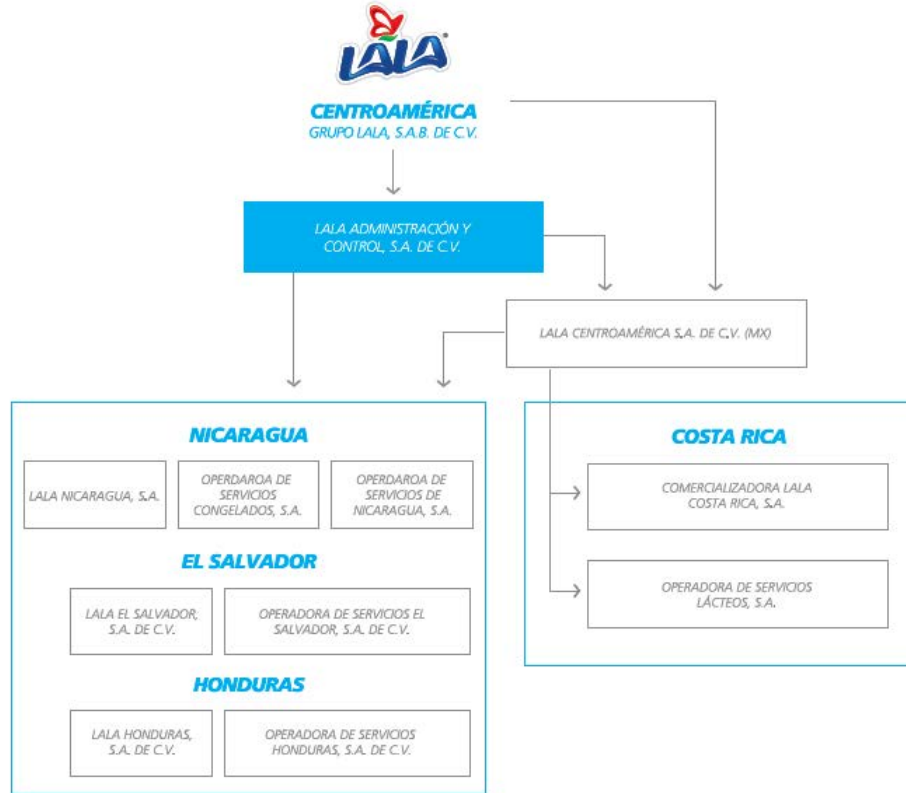 LALA
CENTROAMÉRICA
GRUPO LALA, S.A.B. DE C.V.
LALA ADMINISTRACIÓN Y
CONTROL, S.A. DE C.V.
LALA CENTROAMÉRICA S.A. DE C.V. (MX)
NICARAGUA
LALA NICARAGUA, S.A.
OPERDAROA DE
SERVICIOS
CONGELADOS, S.A.
OPERDAROA DE
SERVICIOS DE
NICARAGUA, S.A.
EL SALVADOR
LALA EL SALVADOR,
S.A. DE C.V.
OPERADORA DE SERVICIOS EL
SALVADOR, S.A. DE C.V.
HONDURAS
LALA HONDURAS,
S.A. DE C.V.
OPERADORA DE SERVICIOS
HONDURAS, S.A. DE C.V.
COSTA RICA
COMERCIALIZADORA LALA
COSTA RICA, S.A.
OPERADORA DE SERVICIOS
LÁCTEOS, S.A.